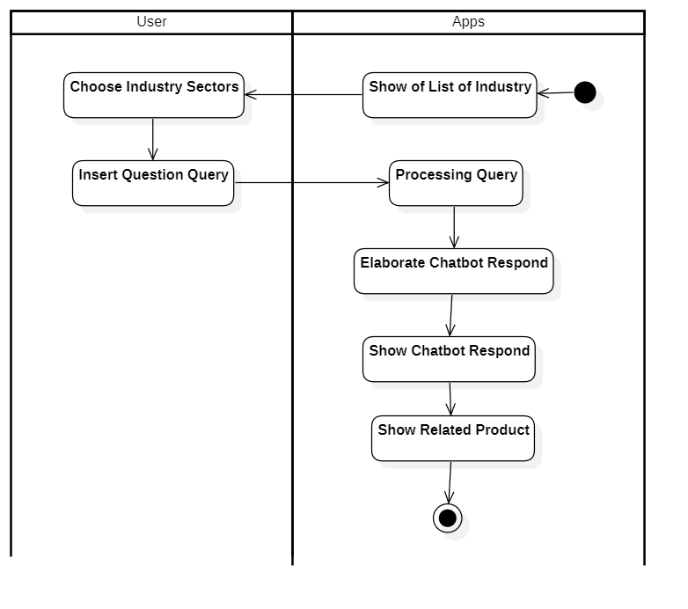 User
Apps
Choose Industry Sectors
Show of List of Industry
Insert Question Query
Processing Query
Elaborate Chatbot Respond
Show Chatbot Respond
Show Related Product